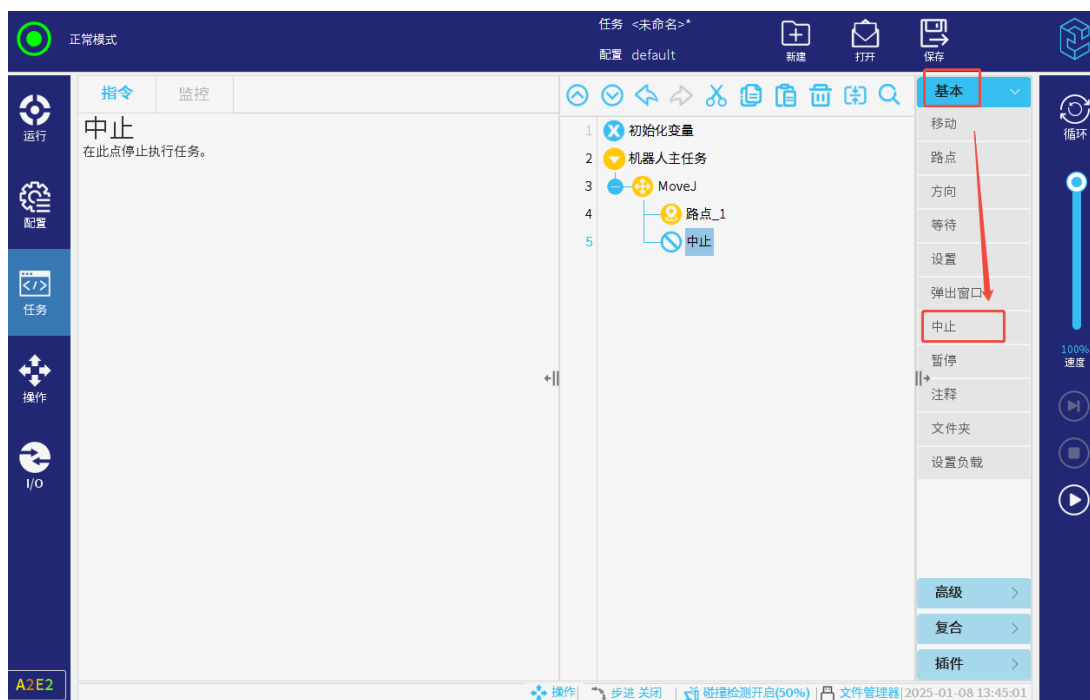 正常模式
任务 <未命名>*
配置 default
新建
打开
保存
运行
配置
任务
操作
I/O
A2E2
指令
监控
中止
在此点停止执行任务。
1 初始化变量
2 机器人主任务
3 MoveJ
4 路点_1
5 中止
基本
移动
路点
方向
等待
设置
弹出窗口
中止
暂停
注释
文件夹
设置负载
高级
复合
插件
循环
100%
速度
操作| 步进 关闭 | 碰撞检测开启(50%) | 文件管理器| 2025-01-08 13:45:01